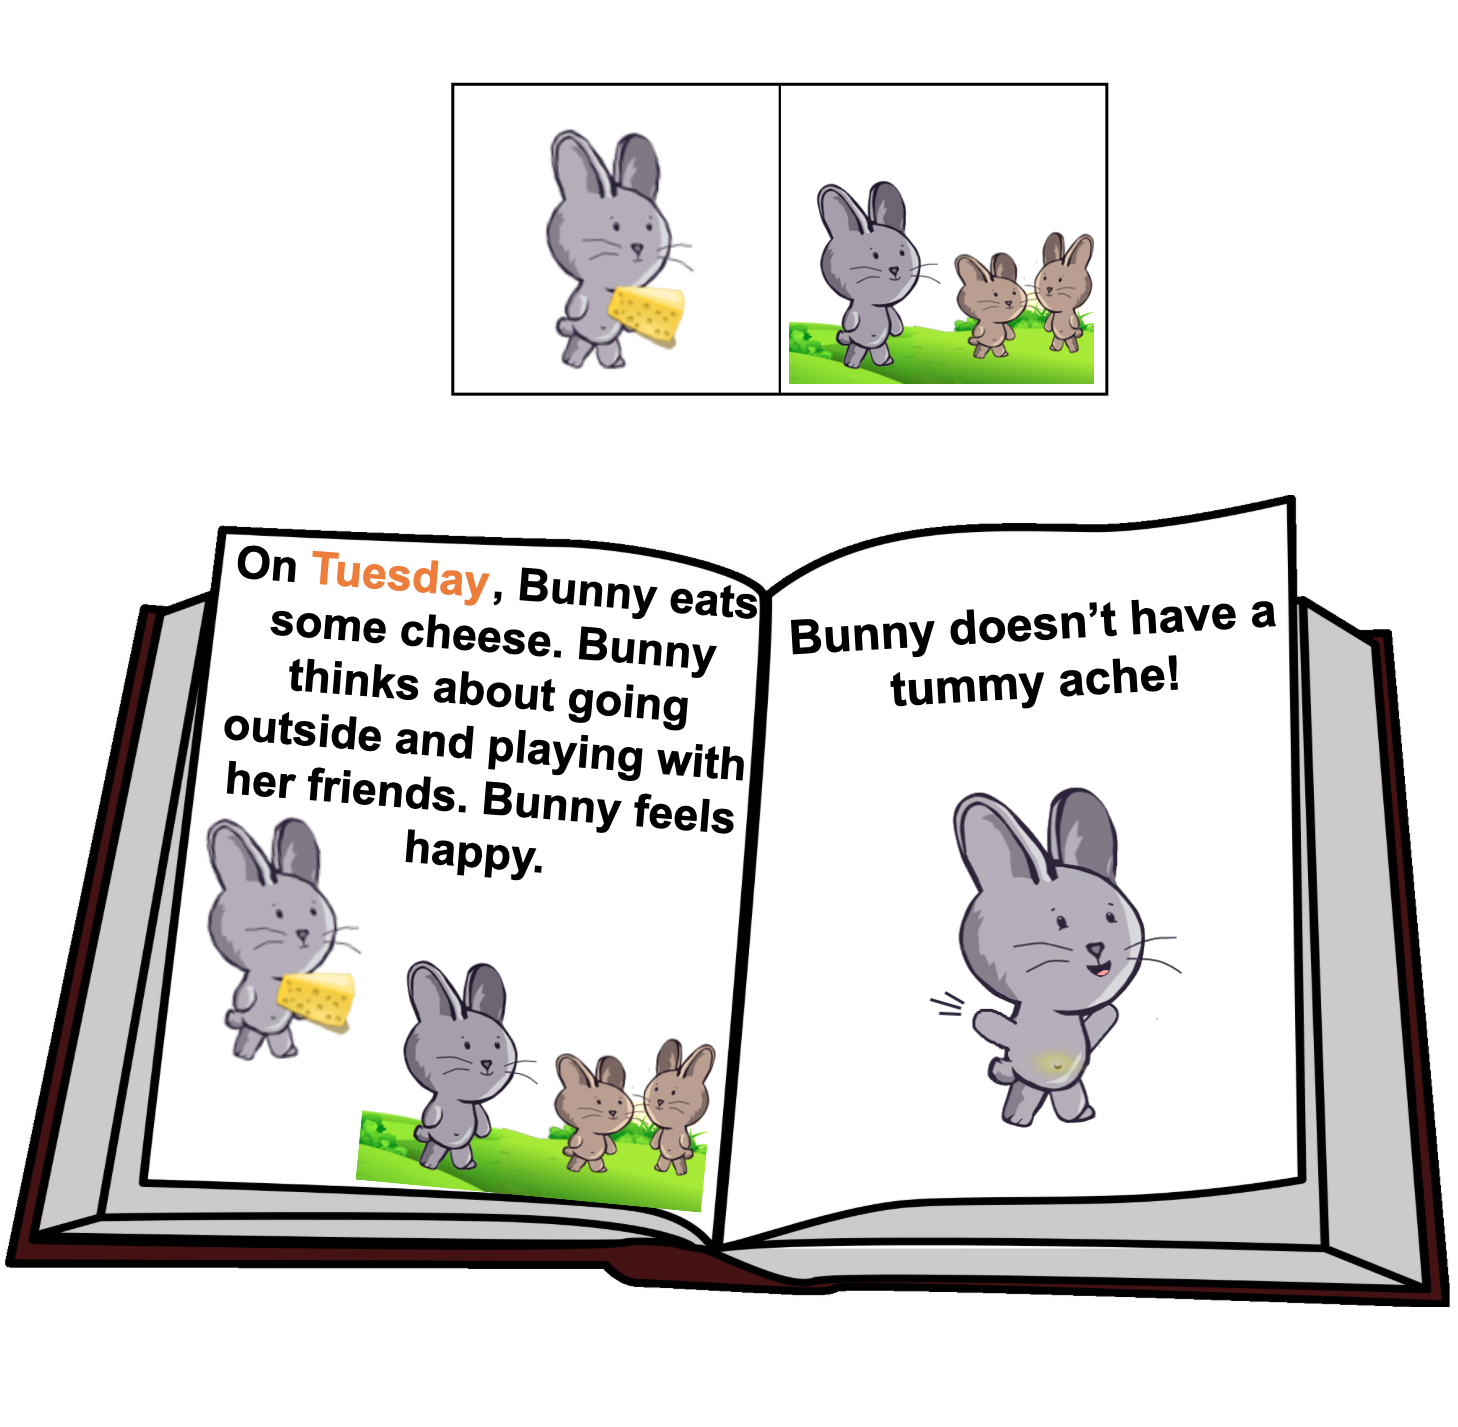 On Tuesday, Bunny eats
some cheese. Bunny
thinks about going
outside and playing with
her friends. Bunny feels
happy.
Bunny doesn’t have a
tummy ache!